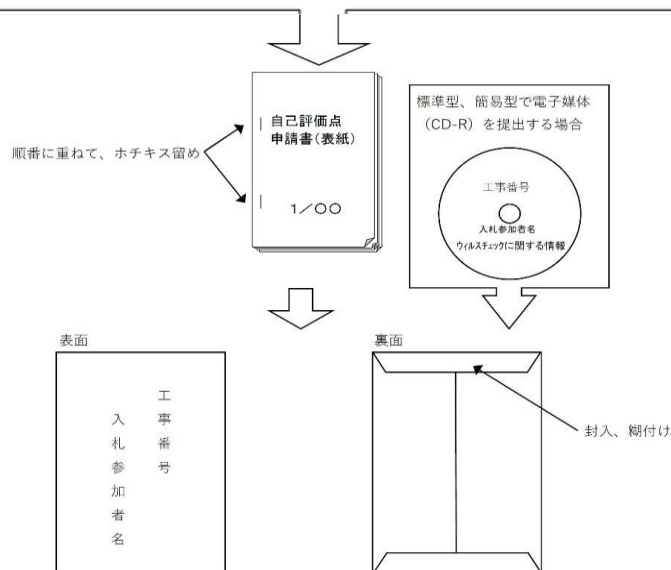 自己評価点
申請書(表紙)
1/〇〇
順番に重ねて、ホチキス留め
標準型、簡易型で電子媒体
(CD-R)を提出する場合
工事番号
入札参加者名
ウィルスチェックに関する情報
表面
工事番号
入札参加者名
裏面
封入、糊付け